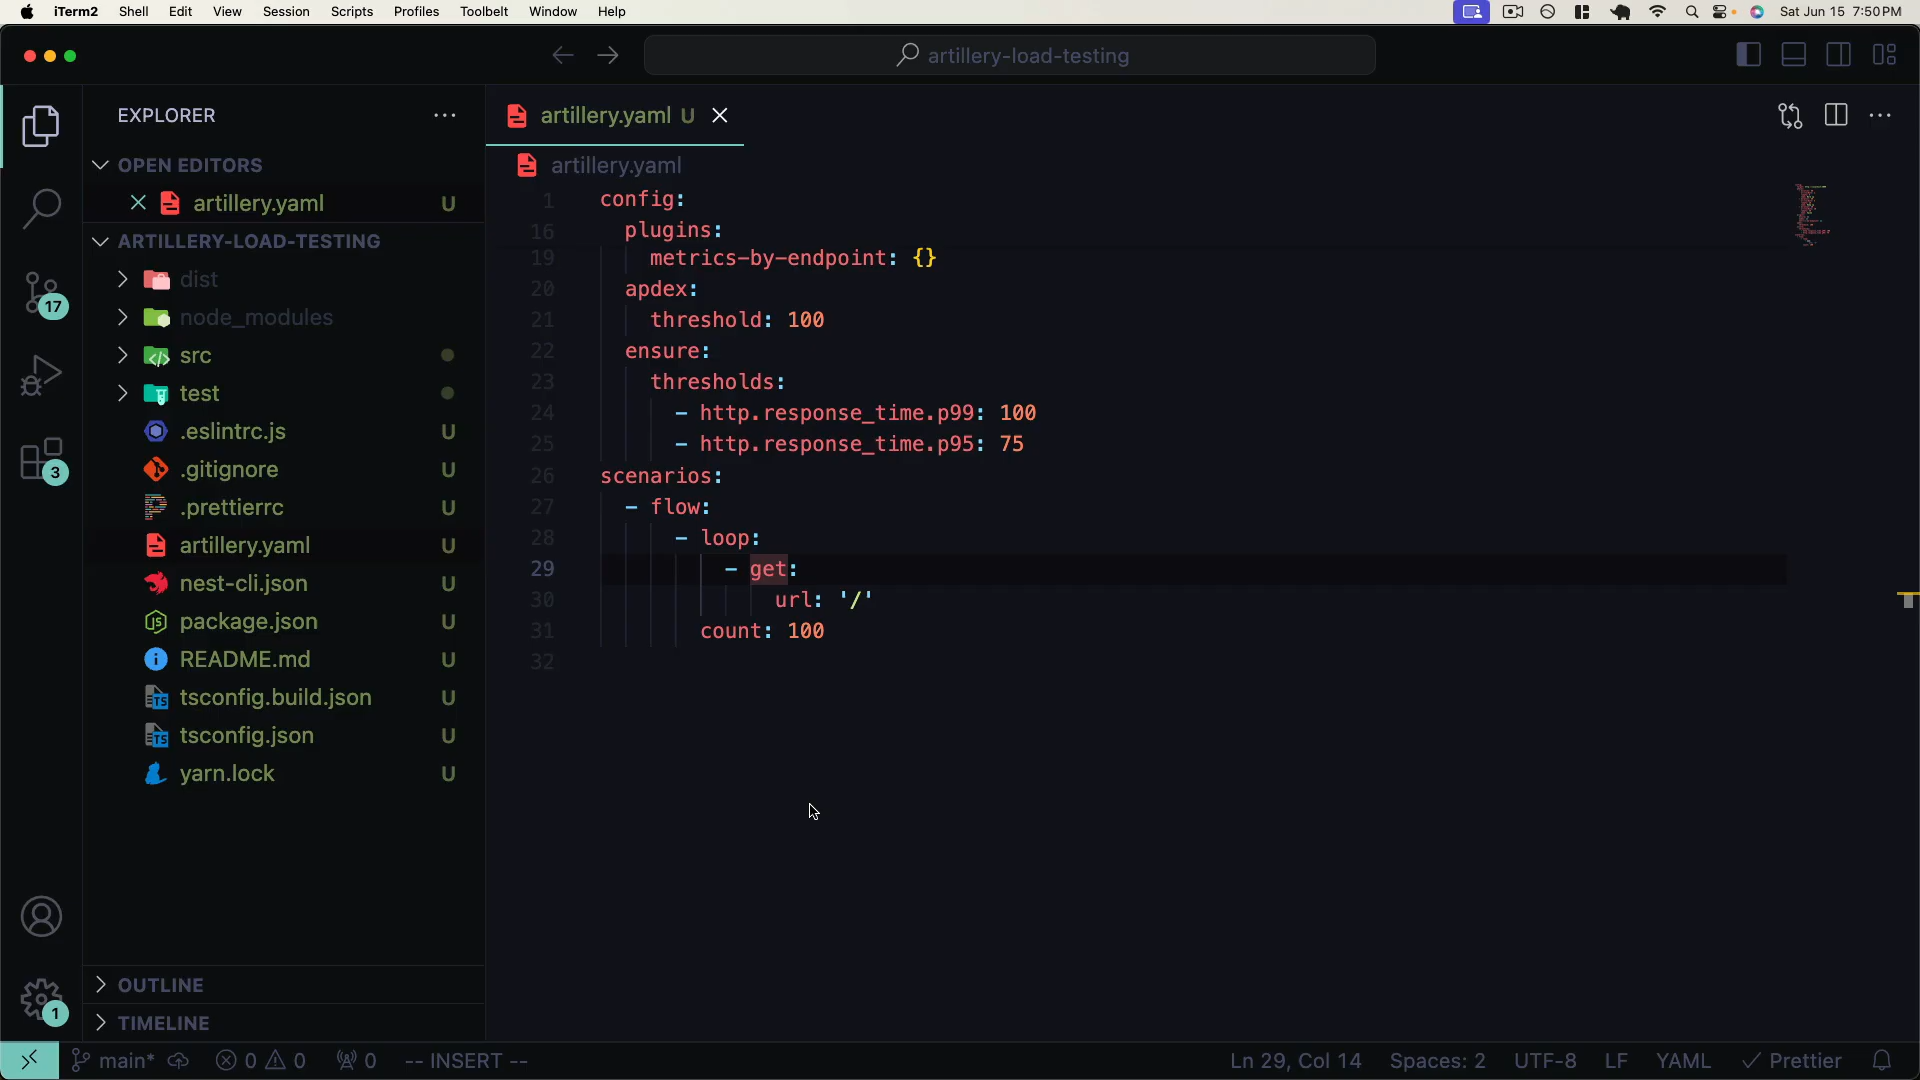 iTerm2 Shell Edit View Session Scripts Profiles Toolbelt Window Help Sat Jun 15 7:50 PM
artillery-load-testing
EXPLORER
OPEN EDITORS
artillery.yaml U
ARTILLERY-LOAD-TESTING
dist
node_modules
src
test
.eslintrc.js U
.gitignore U
.prettierrc U
artillery.yaml U
nest-cli.json U
package.json U
README.md U
tsconfig.build.json U
tsconfig.json U
yarn.lock U
OUTLINE
TIMELINE
17
3
1
artillery.yaml U
artillery.yaml
1 config:
16 plugins:
19 metrics-by-endpoint: {}
20 apdex:
21 threshold: 100
22 ensure:
23 thresholds:
24 - http.response_time.p99: 100
25 - http.response_time.p95: 75
26 scenarios:
27 - flow:
28 - loop:
29 - get:
30 url: '/'
31 count: 100
32
main* 0 0 0 -- INSERT -- Ln 29, Col 14 Spaces: 2 UTF-8 LF YAML Prettier